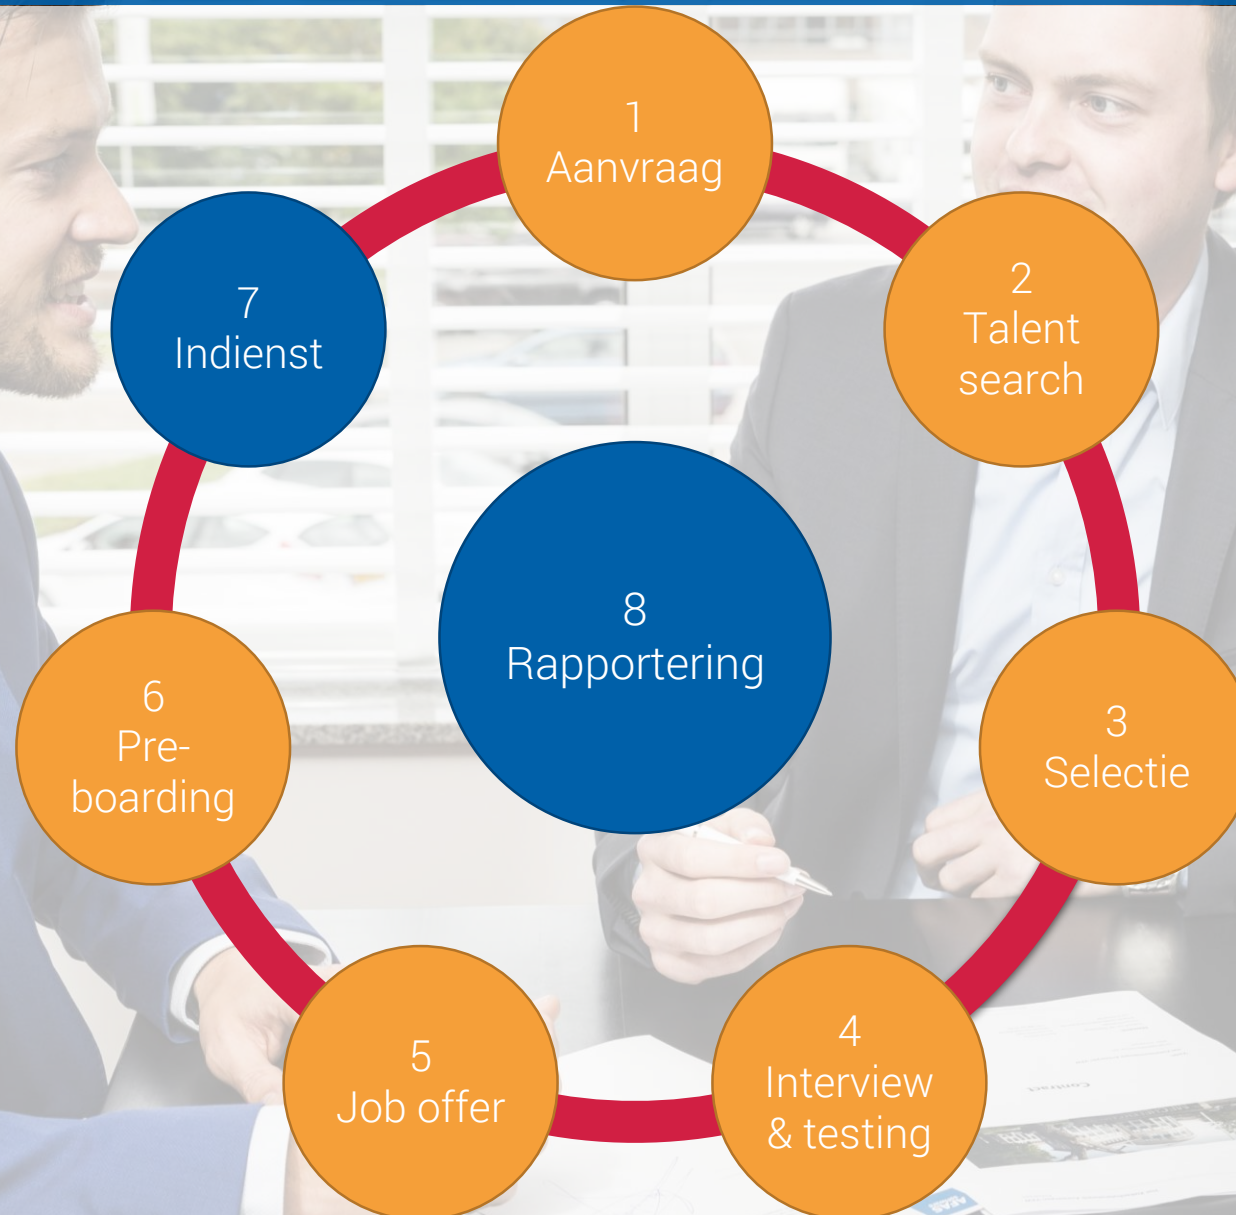 1
Aanvraag
2
Talent
search
3
Selectie
4
Interview
& testing
5
Job offer
6
Pre-
boarding
7
Indienst
8
Rapportering
Contract